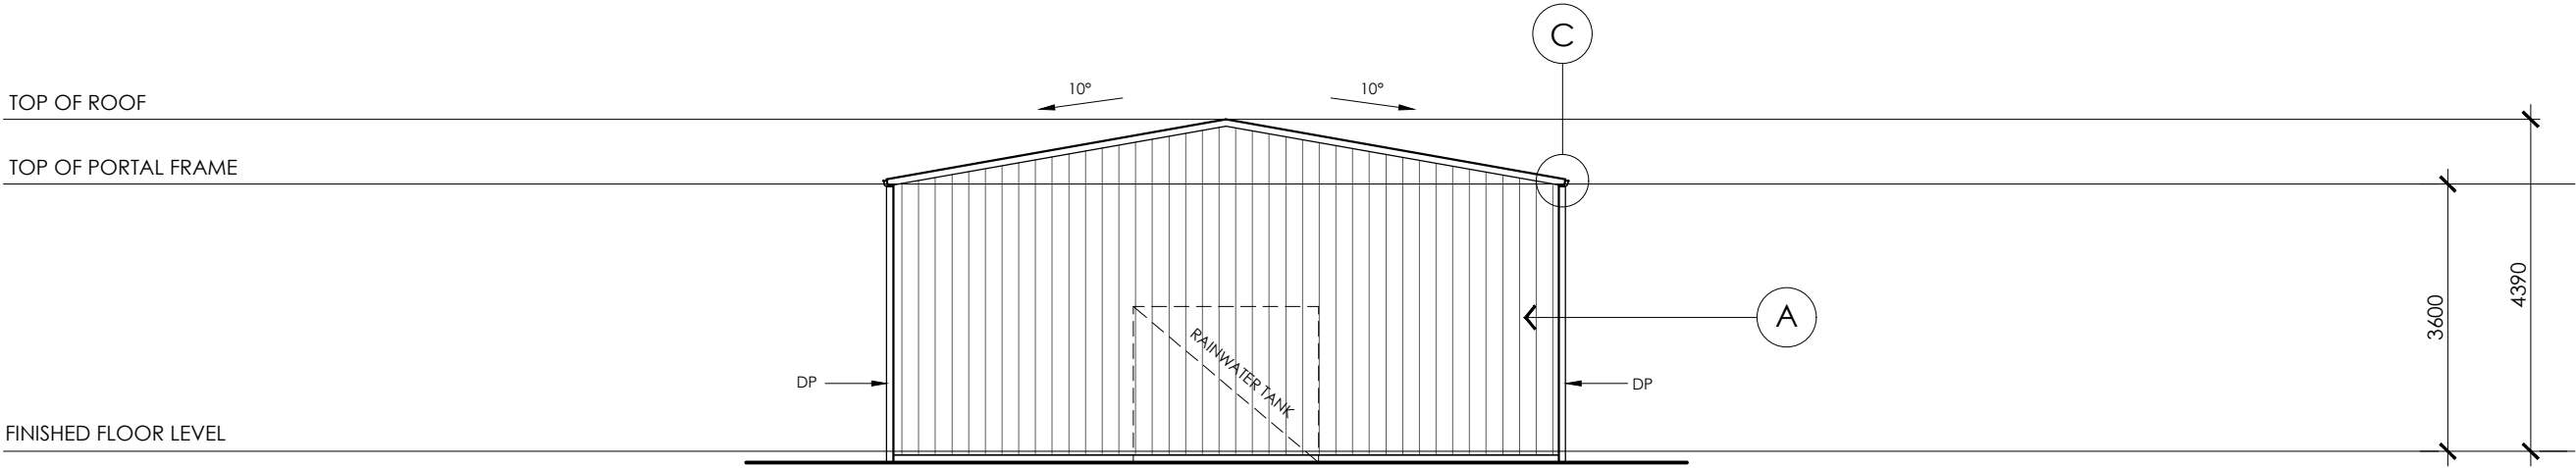 C
10°
10°
TOP OF ROOF
TOP OF PORTAL FRAME
4390
3600
A
RAINWATER TANK
DP
DP
FINISHED FLOOR LEVEL